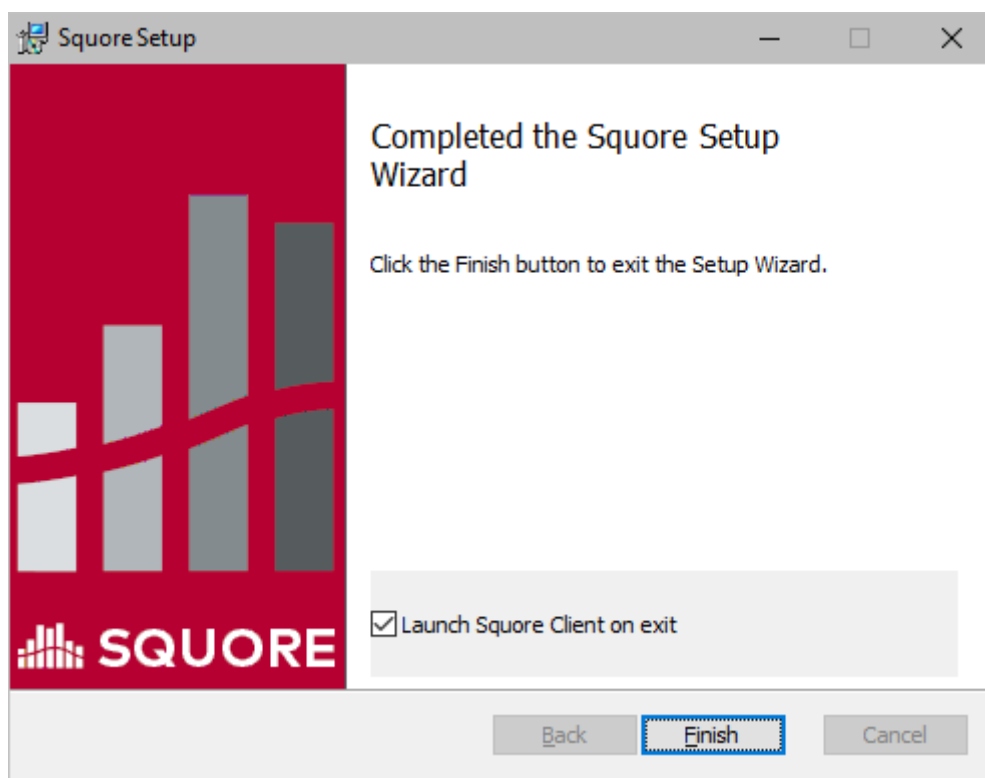 Squore Setup
Completed the Squore Setup
Wizard
Click the Finish button to exit the Setup Wizard.
Launch Squore Client on exit
SQUORE
Back
Finish
Cancel